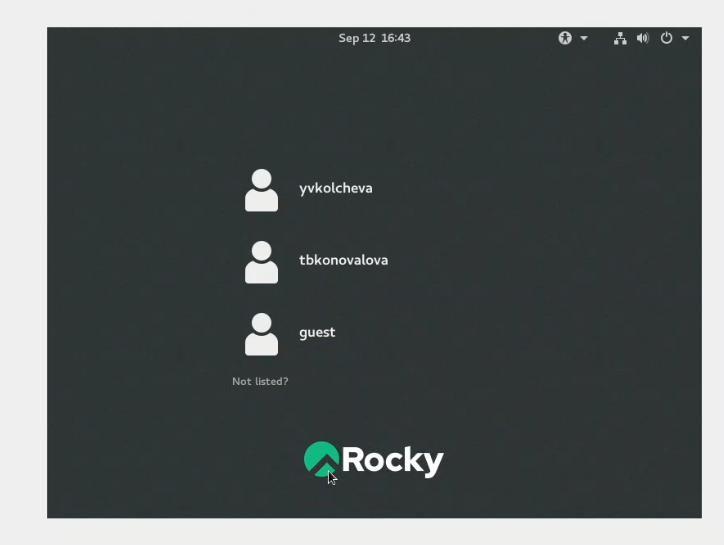 Sep 12 16:43
yvkolcheva
tbkonovalova
guest
Not listed?
Rocky